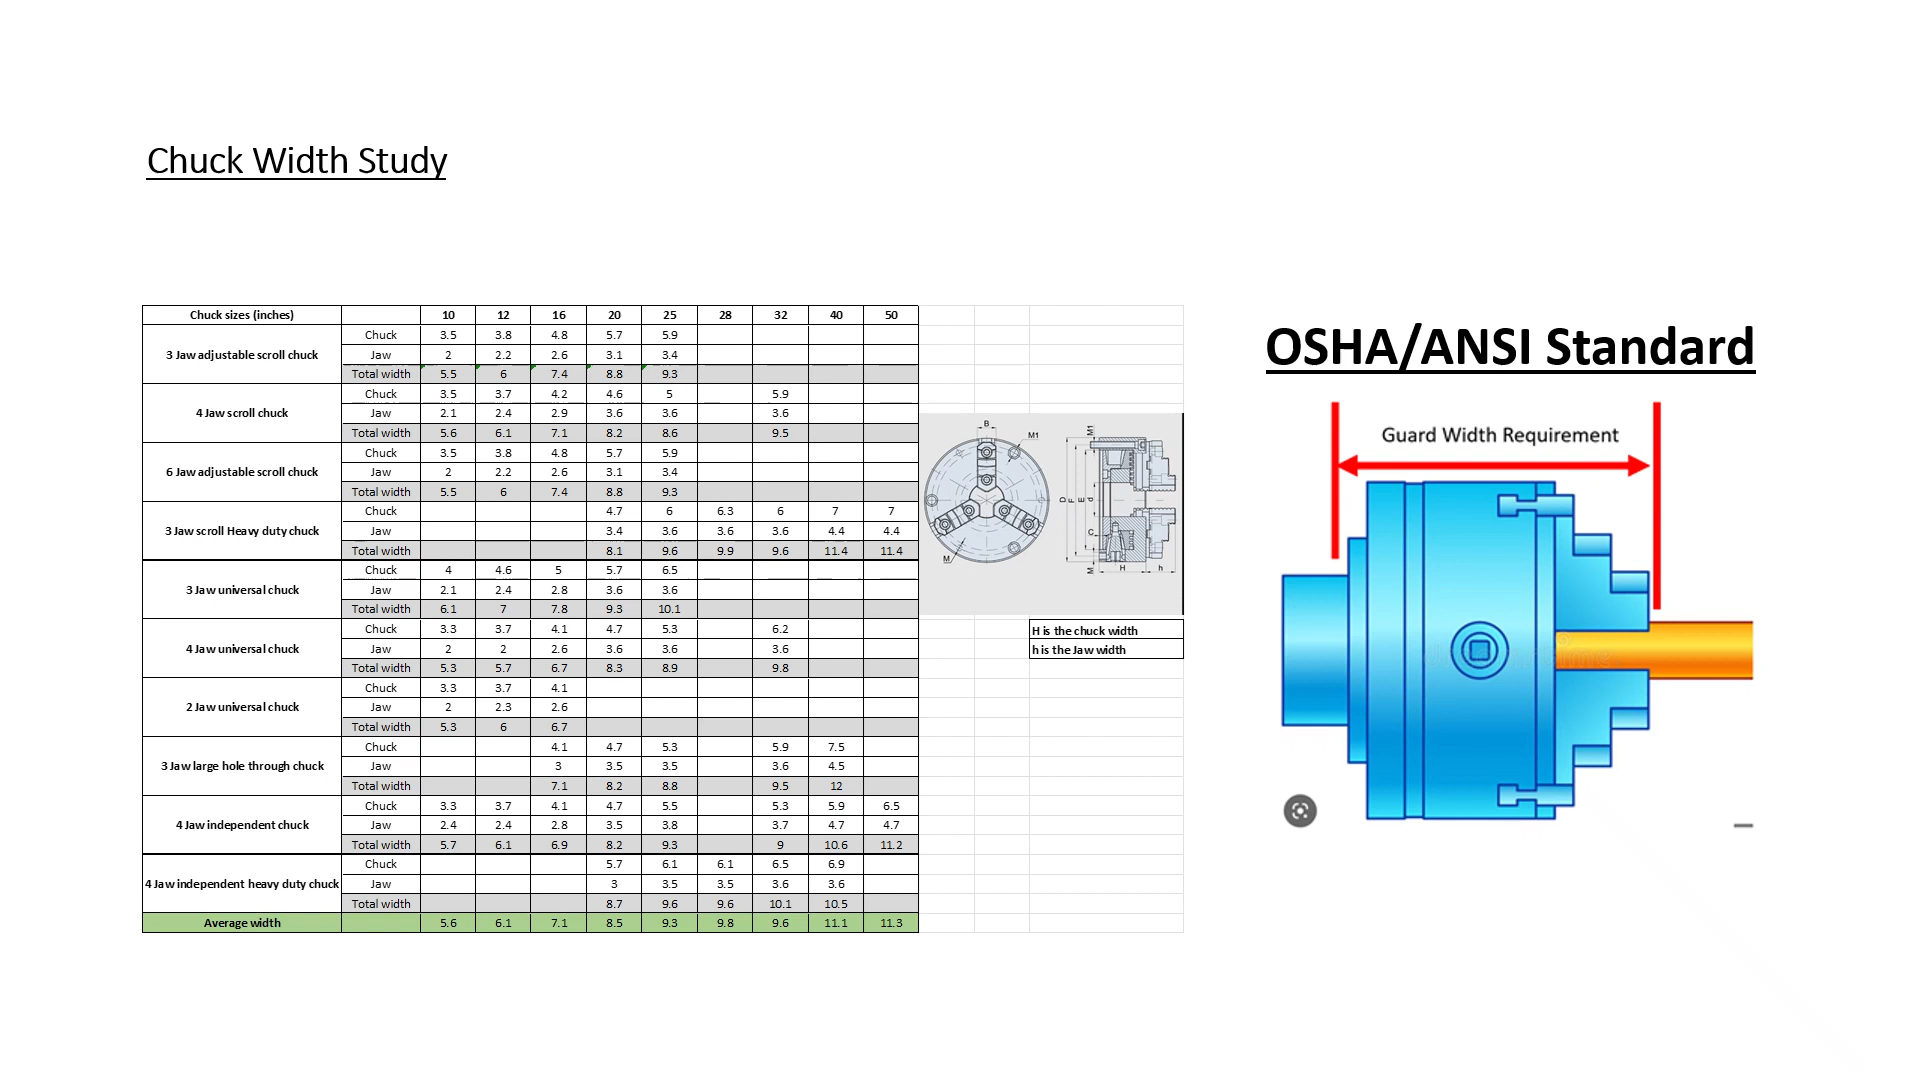 Chuck Width Study
Chuck sizes (inches) 10 12 16 20 25 28 32 40 50
3 Jaw adjustable scroll chuck
Chuck 3.5 3.8 4.8 5.7 5.9
Jaw 2 2.2 2.6 3.1 3.4
Total width 5.5 6 7.4 8.8 9.3
4 Jaw scroll chuck
Chuck 3.5 3.7 4.2 4.6 5 5.9
Jaw 2.1 2.4 2.9 3.6 3.6 3.6
Total width 5.6 6.1 7.1 8.2 8.6 9.5
6 Jaw adjustable scroll chuck
Chuck 3.5 3.8 4.8 5.7 5.9
Jaw 2 2.2 2.6 3.1 3.4
Total width 5.5 6 7.4 8.8 9.3
3 Jaw scroll Heavy duty chuck
Chuck 4.7 6 6.3 6 7 7
Jaw 3.4 3.6 3.6 3.6 4.4 4.4
Total width 8.1 9.6 9.9 9.6 11.4 11.4
3 Jaw universal chuck
Chuck 4 4.6 5 5.7 6.5
Jaw 2.1 2.4 2.8 3.6 3.6
Total width 6.1 7 7.8 9.3 10.1
4 Jaw universal chuck
Chuck 3.3 3.7 4.1 4.7 5.3 6.2
Jaw 2 2 2.6 3.6 3.6 3.6
Total width 5.3 5.7 6.7 8.3 8.9 9.8
2 Jaw universal chuck
Chuck 3.3 3.7 4.1
Jaw 2 2.3 2.6
Total width 5.3 6 6.7
3 Jaw large hole through chuck
Chuck 4.1 4.7 5.3 5.9 7.5
Jaw 3 3.5 3.5 3.6 4.5
Total width 7.1 8.2 8.8 9.5 12
4 Jaw independent chuck
Chuck 3.3 3.7 4.1 4.7 5.5 5.3 5.9 6.5
Jaw 2.4 2.4 2.8 3.5 3.8 3.7 4.7 4.7
Total width 5.7 6.1 6.9 8.2 9.3 9 10.6 11.2
4 Jaw independent heavy duty chuck
Chuck 5.7 6.1 6.1 6.5 6.9
Jaw 3 3.5 3.5 3.6 3.6
Total width 8.7 9.6 9.6 10.1 10.5
Average width 5.6 6.1 7.1 8.5 9.3 9.8 9.6 11.1 11.3
B
M1
M
M1
D
F
E
d
C
M
H
h
H is the chuck width
h is the Jaw width
OSHA/ANSI Standard
Guard Width Requirement